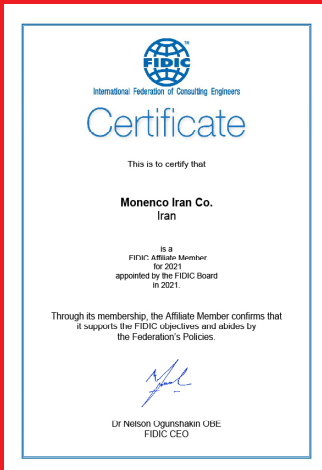 FIDIC
International Federation of Consulting Engineers
Certificate
This is to certify that
Monenco Iran Co.
Iran
is a
FIDIC Affiliate Member
for 2021
appointed by the FIDIC Board
in 2021.
Through its membership, the Affiliate Member confirms that
it supports the FIDIC objectives and abides by
the Federation's Policies.
Dr Nelson Ogunshakin OBE
FIDIC CEO